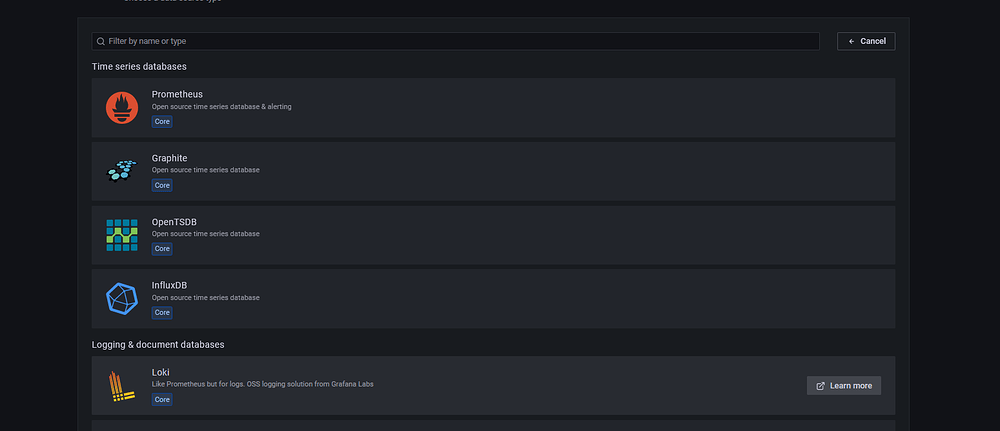 Choose a data source type
Filter by name or type
Cancel
Time series databases
Prometheus
Open source time series database & alerting
Core
Graphite
Open source time series database
Core
OpenTSDB
Open source time series database
Core
InfluxDB
Open source time series database
Core
Logging & document databases
Loki
Like Prometheus but for logs. OSS logging solution from Grafana Labs
Core
Learn more